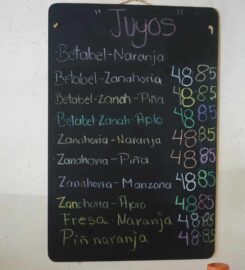 "Jugos"
Betabel-Naranja
Betabel-Zanahoria 48 85
Betabel-Zanah-Piña 48 85
Betabel-Zanah-Apio 48 85
Zanahoria-Naranja 48 85
Zanahoria-Piña 48 85
Zanahoria-Manzana 48 85
Zanahoria-Apio 48 85
Fresa-Naranja 48 85
Piñ naranja 48 85